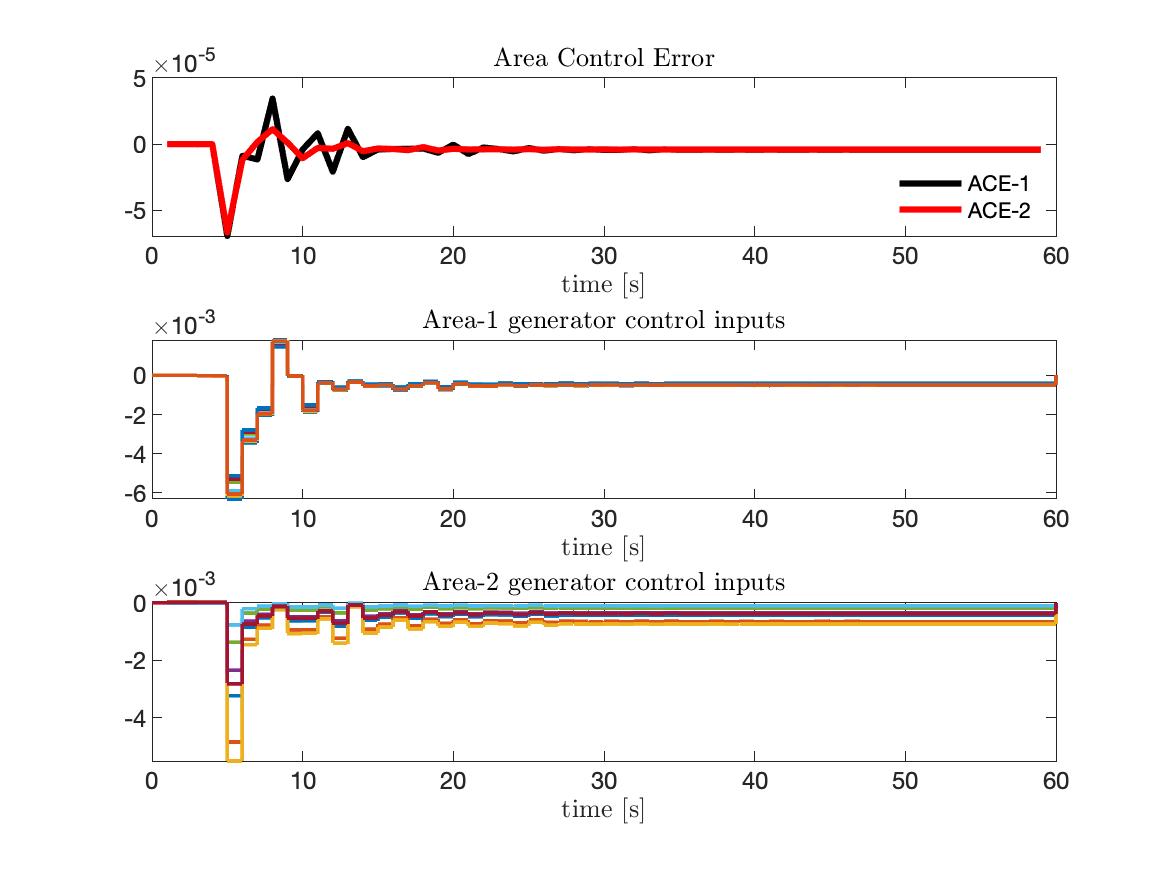 Area Control Error
×10⁻⁵
5
0
-5
ACE-1
ACE-2
0 10 20 30 40 50 60
time [s]
Area-1 generator control inputs
×10⁻³
0
-2
-4
-6
0 10 20 30 40 50 60
time [s]
Area-2 generator control inputs
×10⁻³
0
-2
-4
0 10 20 30 40 50 60
time [s]